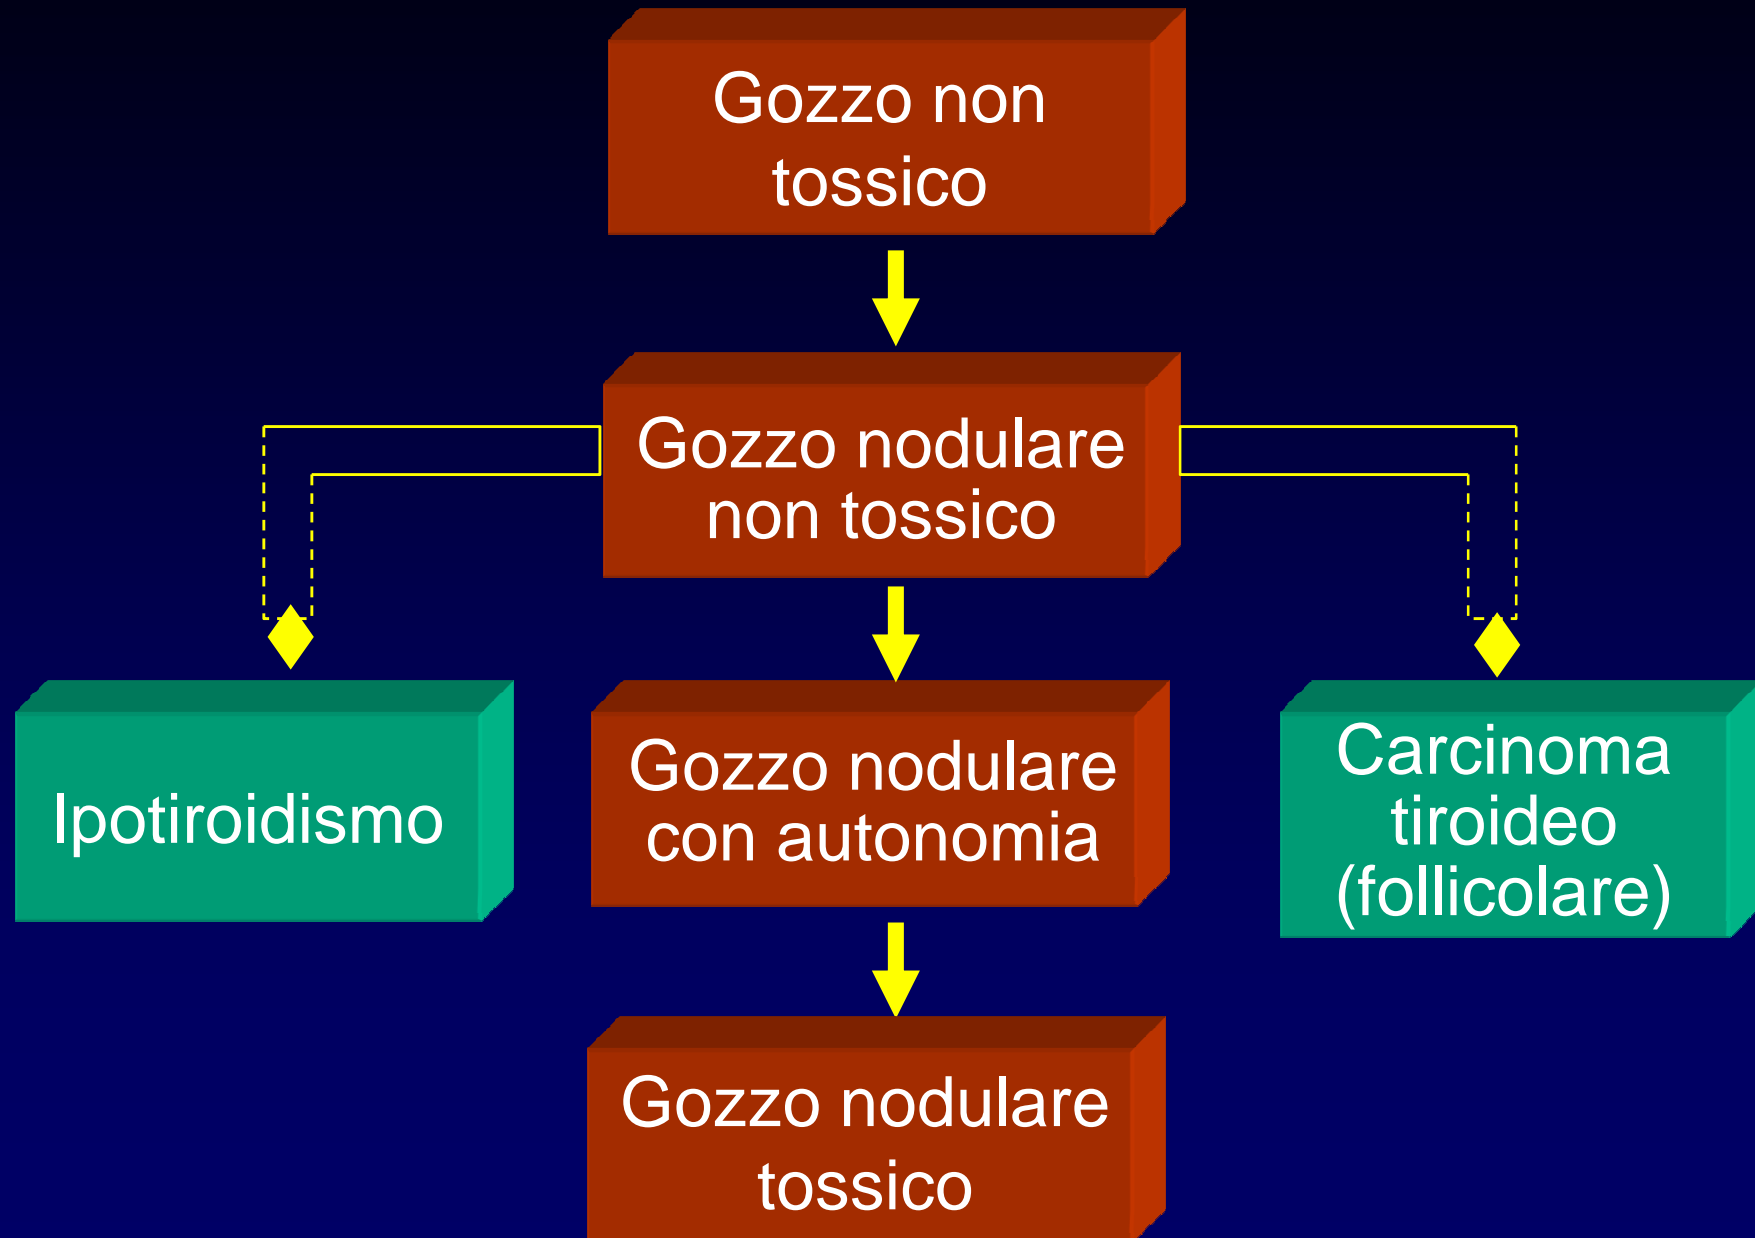 Gozzo non
tossico
Gozzo nodulare
non tossico
Ipotiroidismo
Gozzo nodulare
con autonomia
Carcinoma
tiroideo
(follicolare)
Gozzo nodulare
tossico